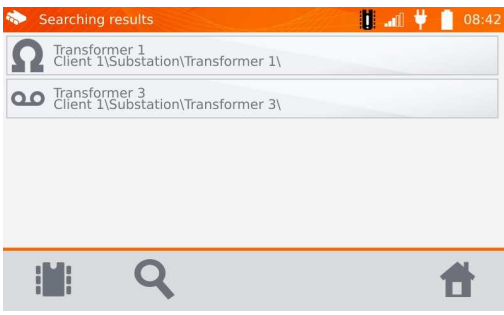 Searching results
08:42
Transformer 1
Client 1\Substation\Transformer 1\
Transformer 3
Client 1\Substation\Transformer 3\